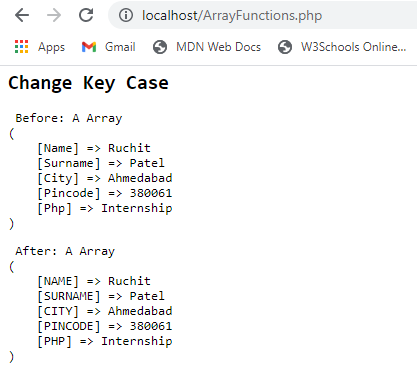 localhost/ArrayFunctions.php
Gmail MDN Web Docs W3Schools Online...
Change Key Case
Before: A Array
(
[Name] => Ruchit
[Surname] => Patel
[City] => Ahmedabad
[Pincode] => 380061
[Php] => Internship
)
After: A Array
(
[NAME] => Ruchit
[SURNAME] => Patel
[CITY] => Ahmedabad
[PINCODE] => 380061
[PHP] => Internship
)